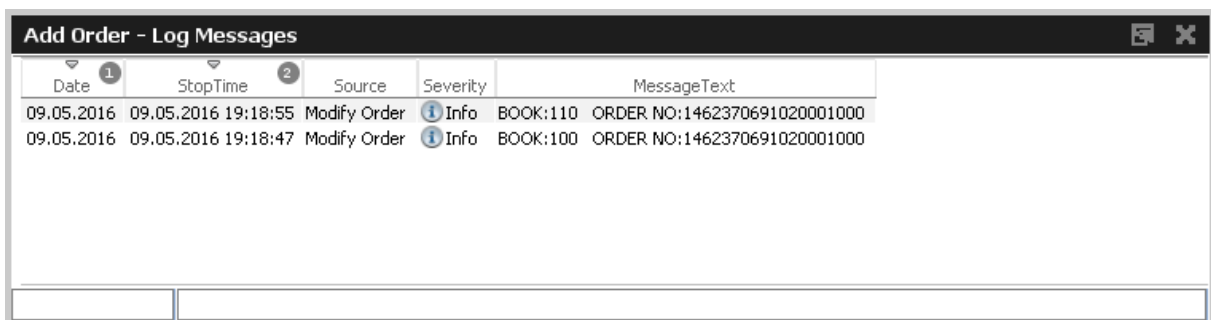 Add Order - Log Messages
1 2
Date StopTime Source Severity MessageText
09.05.2016 09.05.2016 19:18:55 Modify Order Info BOOK:110 ORDER NO:1462370691020001000
09.05.2016 09.05.2016 19:18:47 Modify Order Info BOOK:100 ORDER NO:1462370691020001000